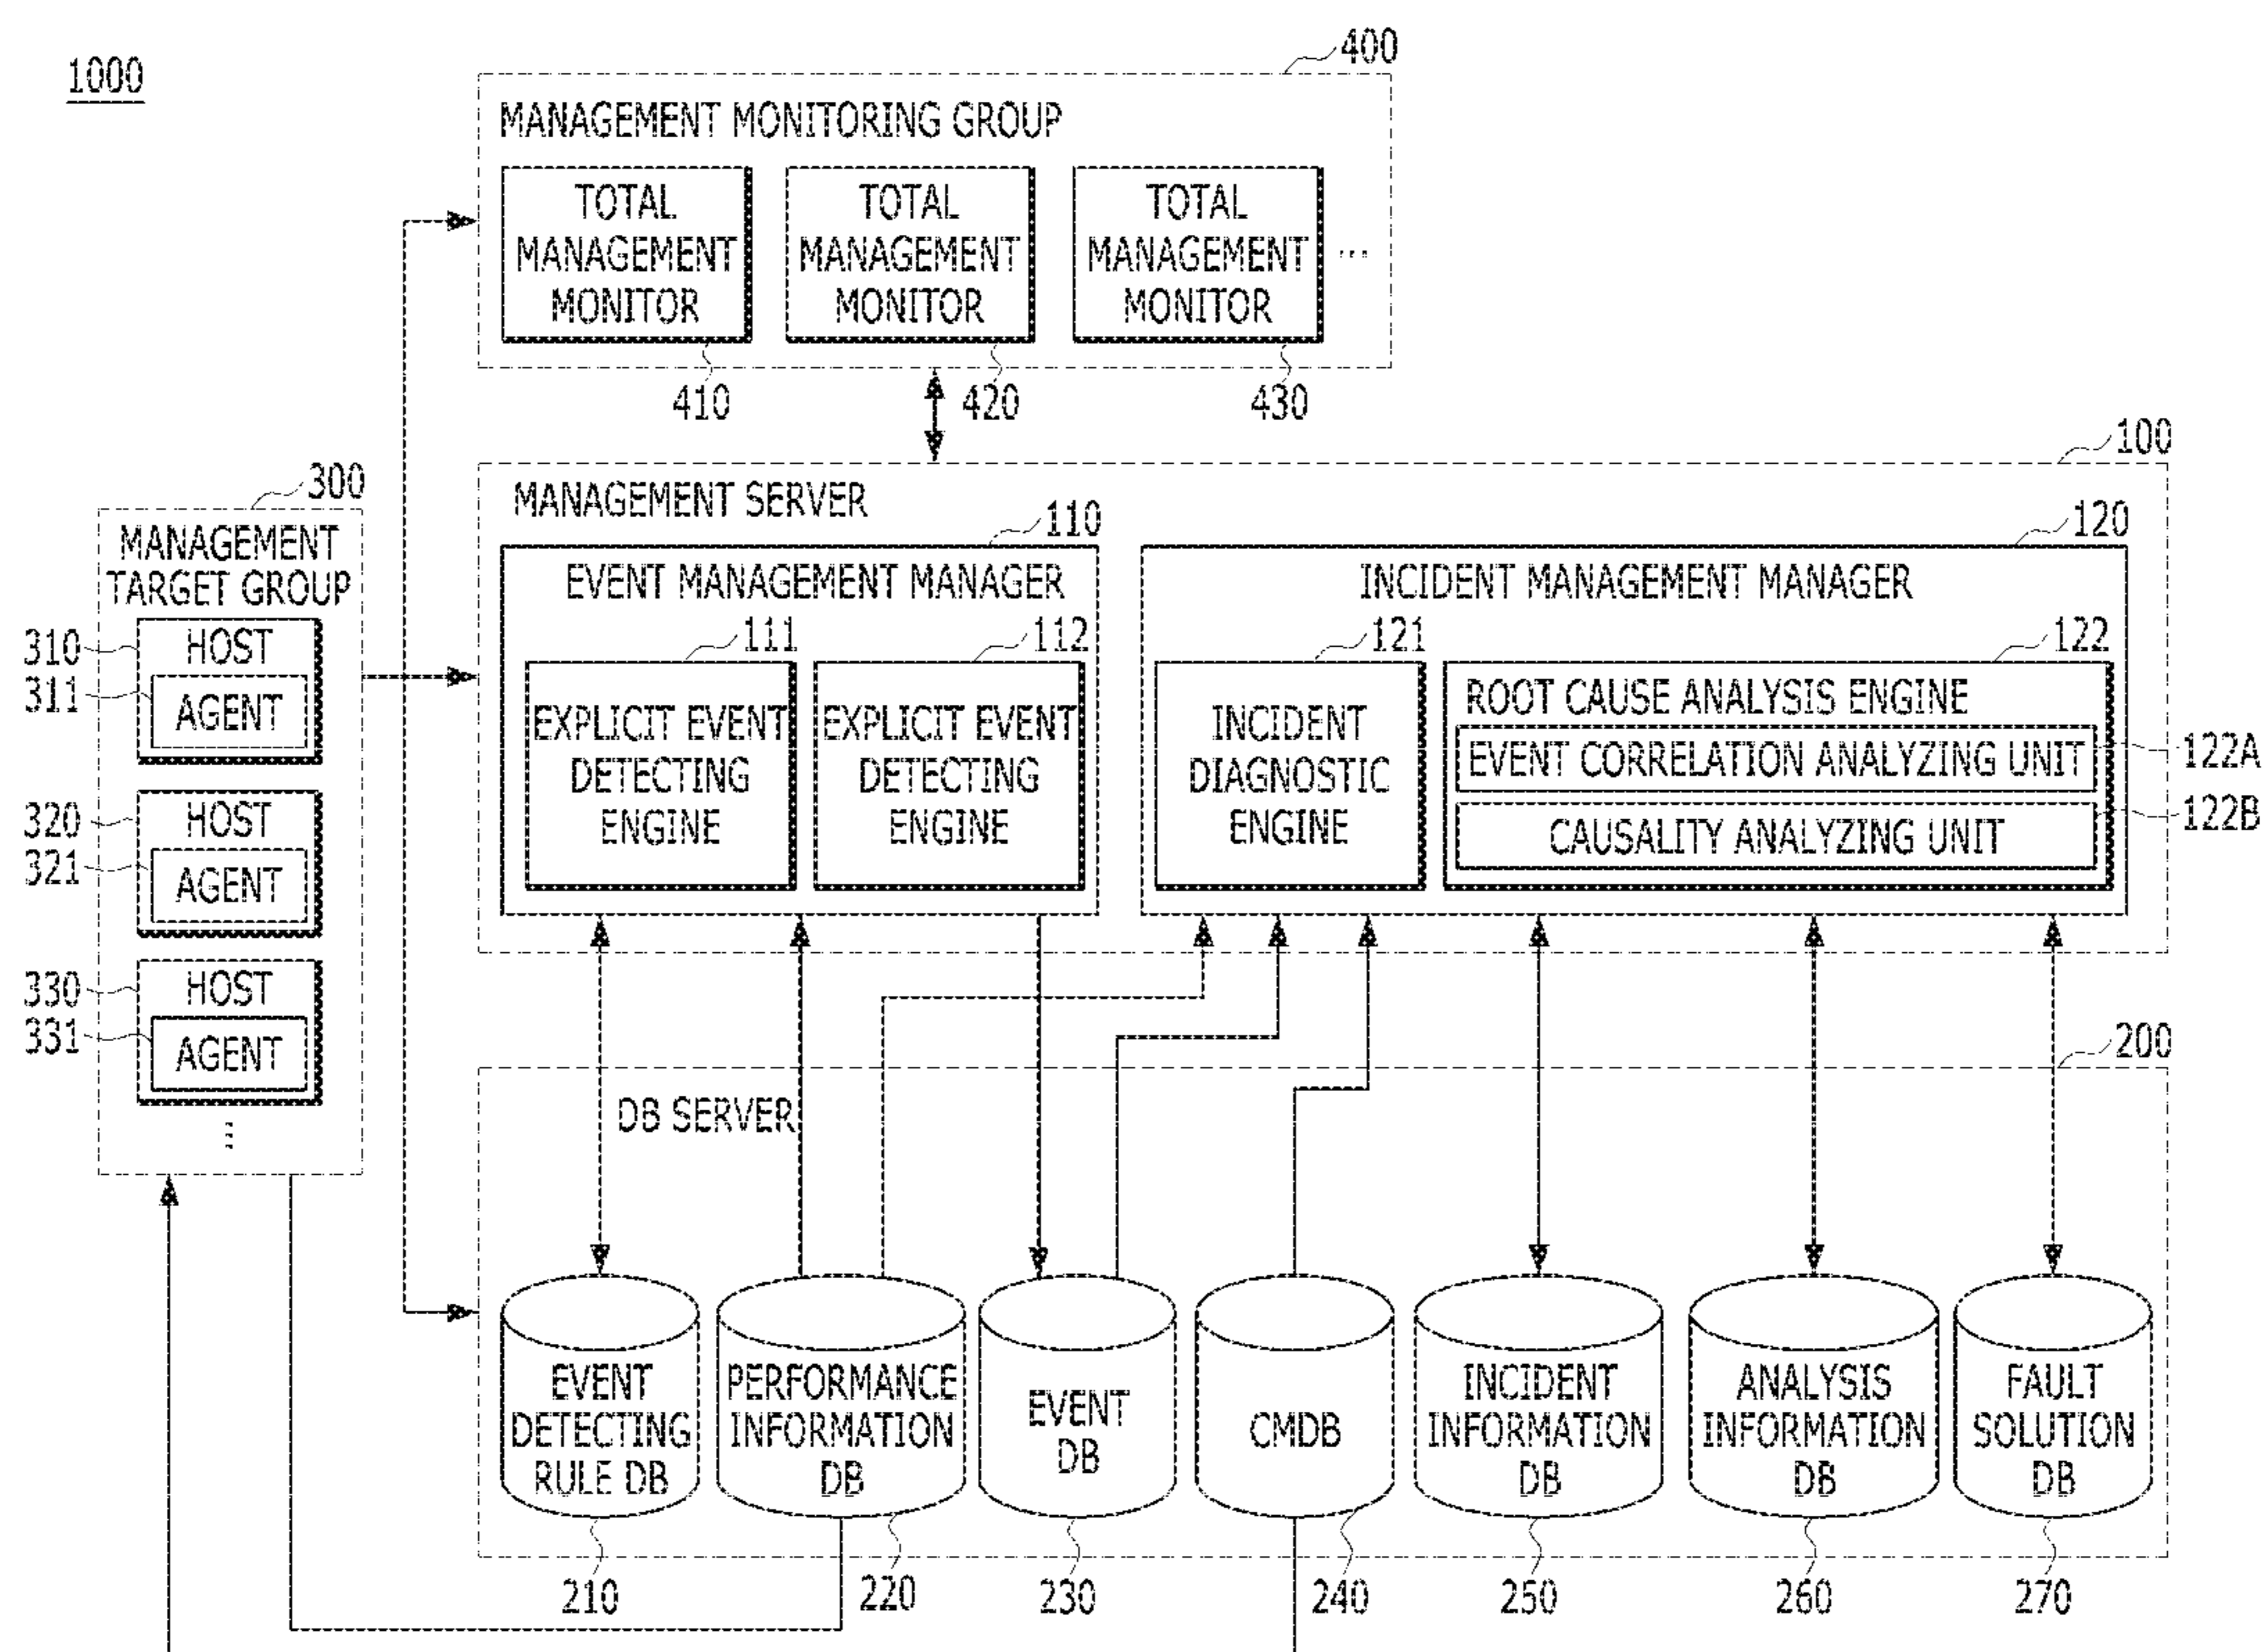 1000
400
MANAGEMENT MONITORING GROUP
TOTAL
MANAGEMENT
MONITOR
TOTAL
MANAGEMENT
MONITOR
TOTAL
MANAGEMENT
MONITOR
...
410
420
430
300
MANAGEMENT
TARGET GROUP
310
HOST
311
AGENT
320
HOST
321
AGENT
330
HOST
331
AGENT
...
100
MANAGEMENT SERVER
110
EVENT MANAGEMENT MANAGER
111
EXPLICIT EVENT
DETECTING
ENGINE
112
EXPLICIT EVENT
DETECTING
ENGINE
120
INCIDENT MANAGEMENT MANAGER
121
INCIDENT
DIAGNOSTIC
ENGINE
122
ROOT CAUSE ANALYSIS ENGINE
EVENT CORRELATION ANALYZING UNIT
122A
CAUSALITY ANALYZING UNIT
122B
200
DB SERVER
EVENT
DETECTING
RULE DB
PERFORMANCE
INFORMATION
DB
EVENT
DB
CMDB
INCIDENT
INFORMATION
DB
ANALYSIS
INFORMATION
DB
FAULT
SOLUTION
DB
210
220
230
240
250
260
270